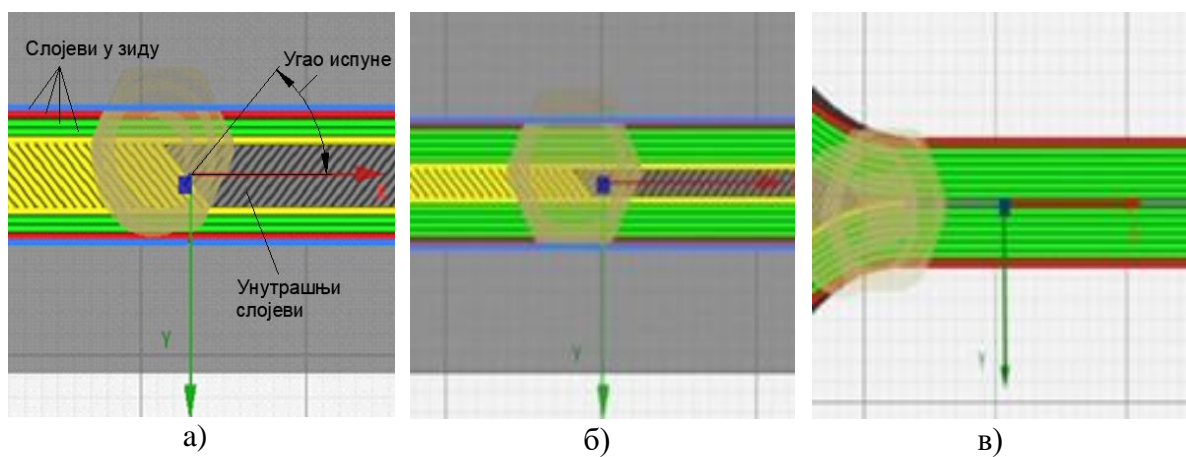 Слојеви у зиду
Угао испуне
Унутрашњи
слојеви
X
Y
Y
Y
а)
б)
в)